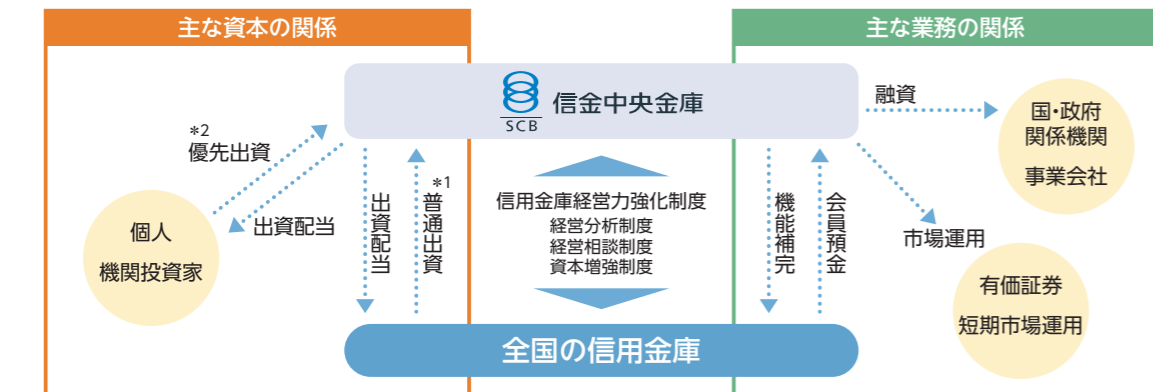 主な資本の関係
主な業務の関係
SCB
信金中央金庫
融資
国・政府
関係機関
事業会社
*2
優先出資
出資配当
個人
機関投資家
出資配当
*1
普通出資
信用金庫経営力強化制度
経営分析制度
経営相談制度
資本増強制度
機能補完
会員預金
市場運用
有価証券
短期市場運用
全国の信用金庫